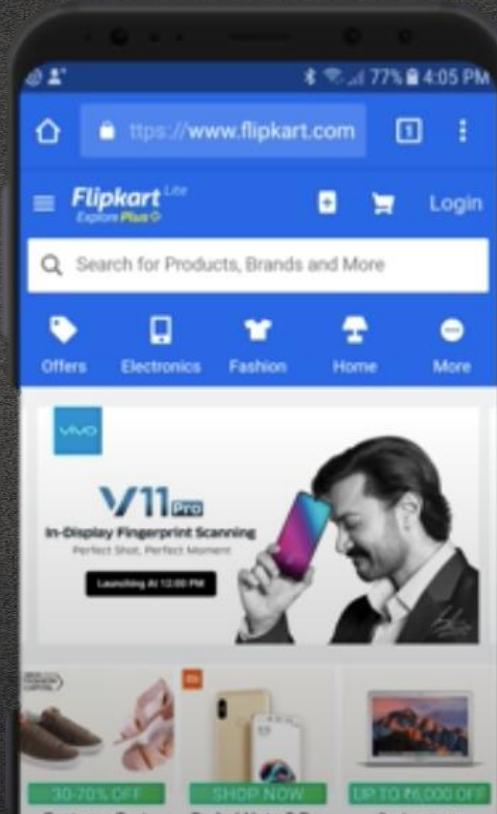 77% 4:05 PM
ttps://www.flipkart.com 1
Flipkart Lite Login
Explore Plus
Search for Products, Brands and More
Offers Electronics Fashion Home More
vivo
V11 Pro
In-Display Fingerprint Scanning
Perfect Shot, Perfect Moment
Launching At 12:00 PM
mi
30-70% OFF SHOP NOW UP TO ₹6,000 OFF